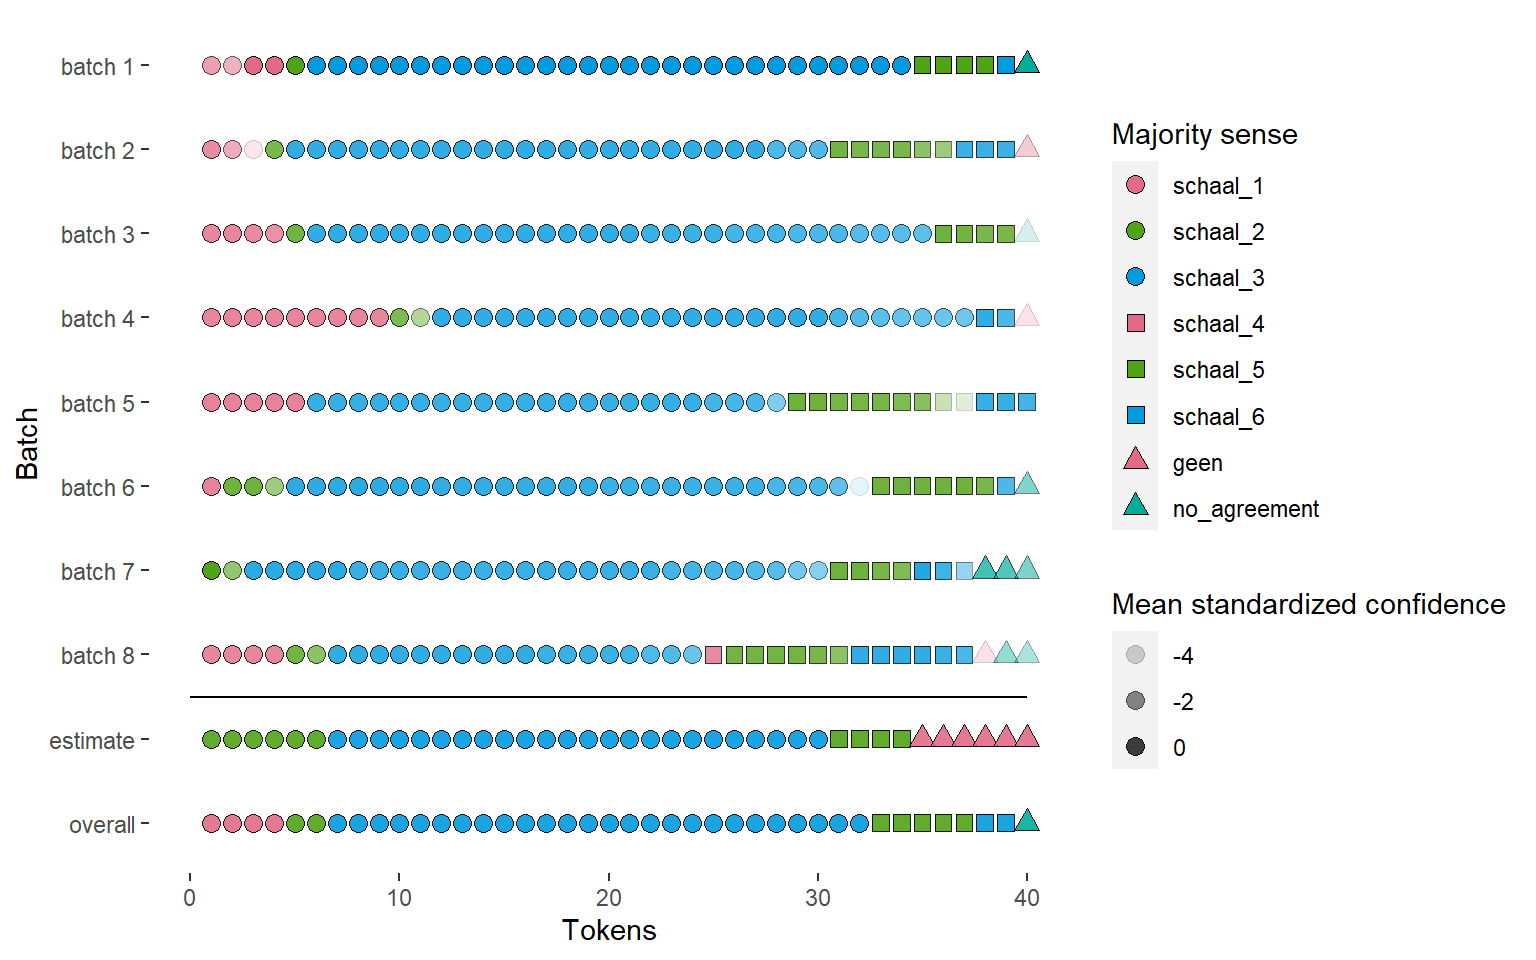 batch 1
batch 2
batch 3
batch 4
batch 5
batch 6
batch 7
batch 8
estimate
overall
Batch
0 10 20 30 40
Tokens
Majority sense
schaal_1
schaal_2
schaal_3
schaal_4
schaal_5
schaal_6
geen
no_agreement
Mean standardized confidence
-4
-2
0